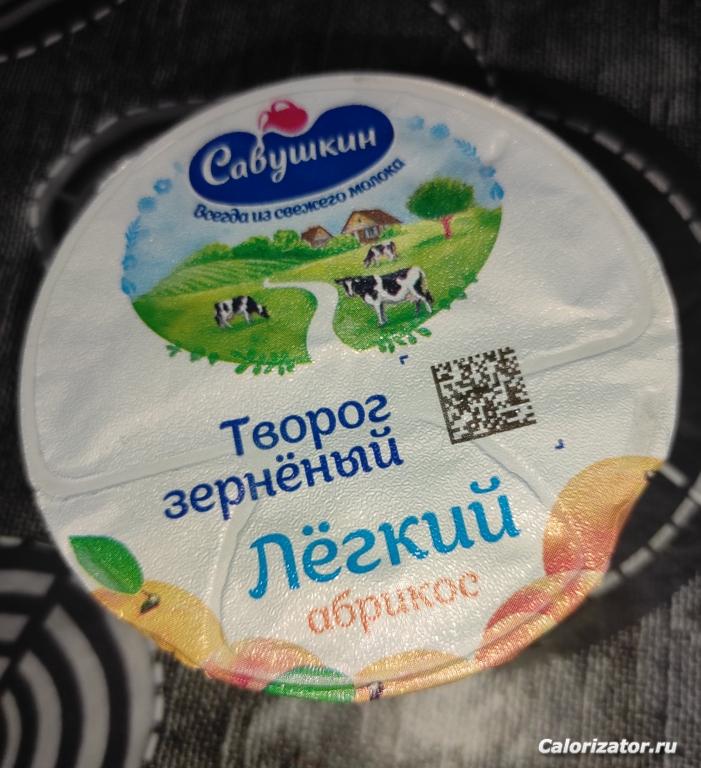 Савушкин
Всегда из свежего молока
Творог
зернёный
Лёгкий
абрикос
Calorizator.ru